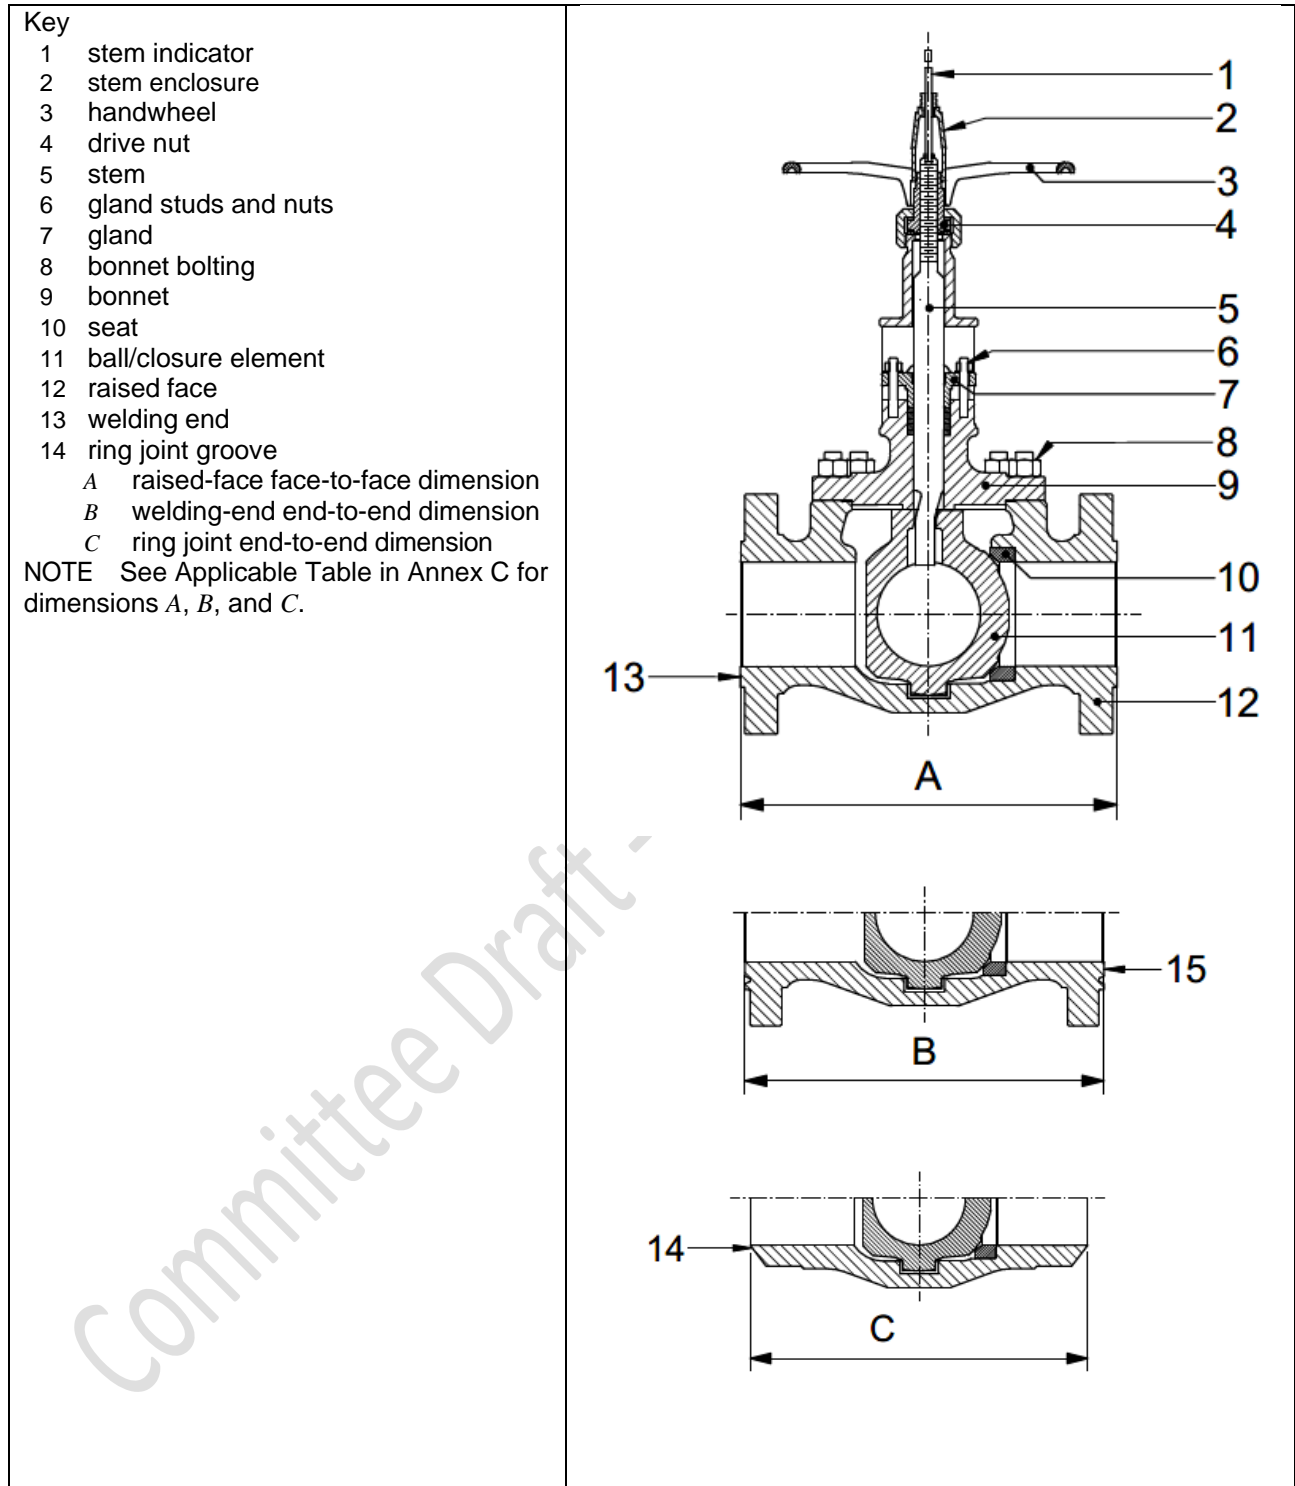 Key
1 stem indicator
2 stem enclosure
3 handwheel
4 drive nut
5 stem
6 gland studs and nuts
7 gland
8 bonnet bolting
9 bonnet
10 seat
11 ball/closure element
12 raised face
13 welding end
14 ring joint groove
A raised-face face-to-face dimension
B welding-end end-to-end dimension
C ring joint end-to-end dimension
NOTE See Applicable Table in Annex C for
dimensions A, B, and C.
1
2
3
4
5
6
7
8
9
10
11
13
12
A
15
B
14
C
Committee Draft -